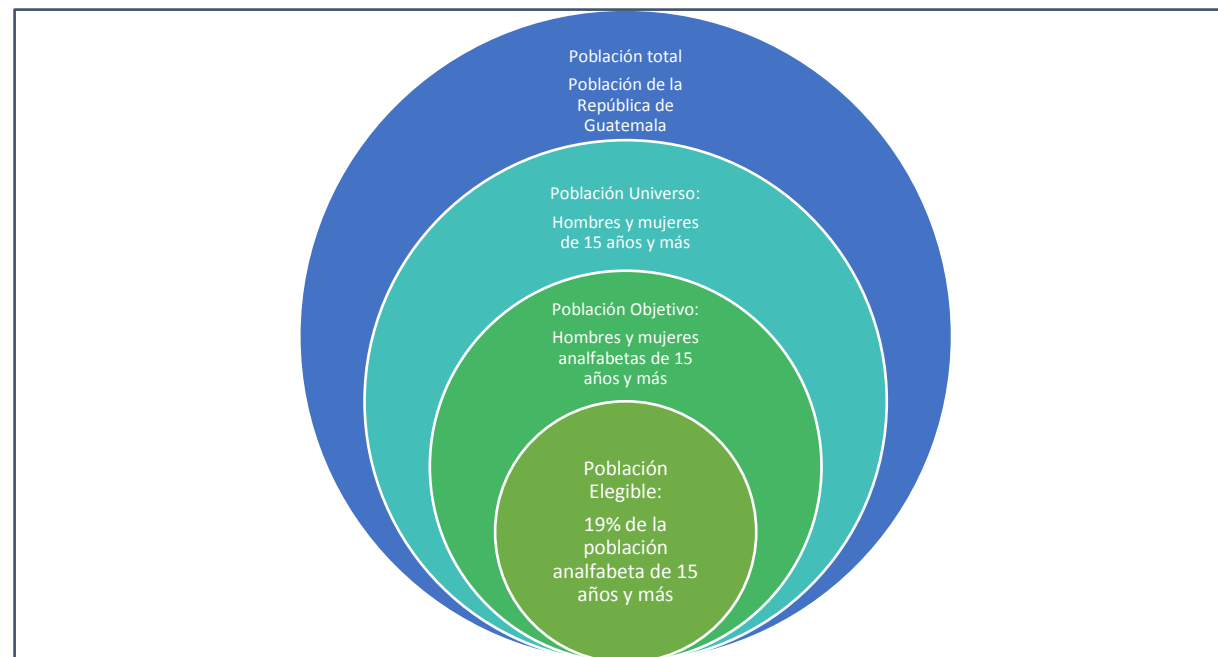 Población total
Población de la
República de
Guatemala
Población Universo:
Hombres y mujeres
de 15 años y más
Población Objetivo:
Hombres y mujeres
analfabetas de 15
años y más
Población
Elegible:
19% de la
población
analfabeta de 15
años y más